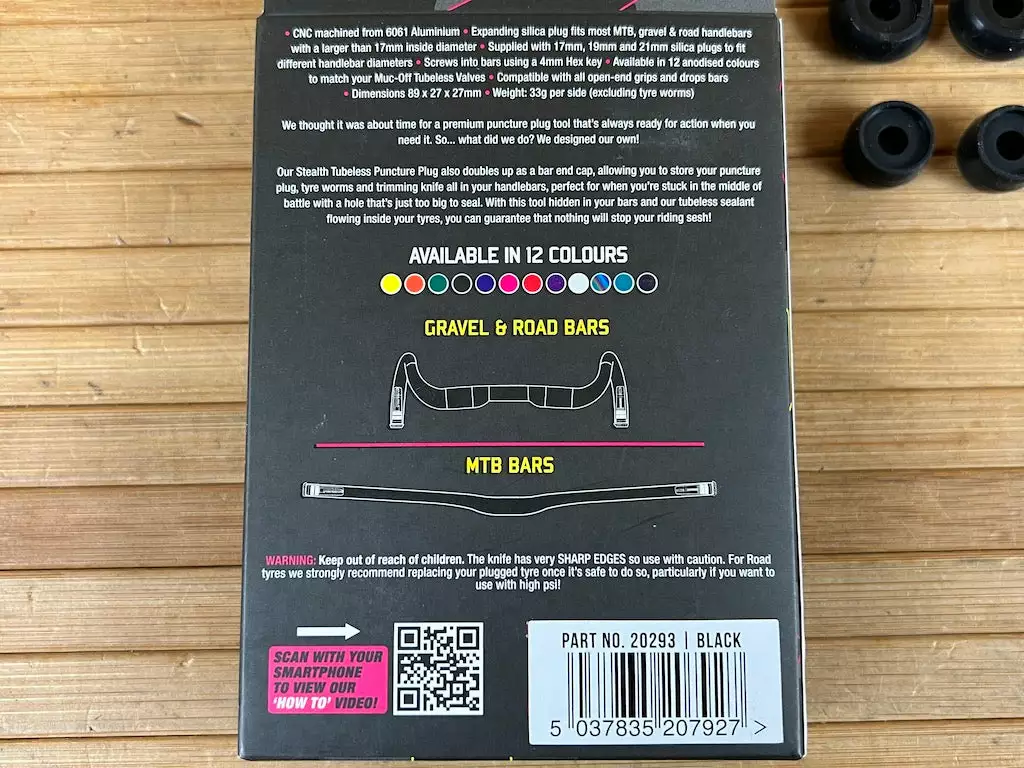 • CNC machined from 6061 Aluminium • Expanding silica plug fits most MTB, gravel & road handlebars
with a larger than 17mm inside diameter • Supplied with 17mm, 19mm and 21mm silica plugs to fit
different handlebar diameters • Screws into bars using a 4mm Hex key • Available in 12 anodised colours
to match your Muc-Off Tubeless Valves • Compatible with all open-end grips and drops bars
• Dimensions 89 x 27 x 27mm • Weight: 33g per side (excluding tyre worms)
We thought it was about time for a premium puncture plug tool that's always ready for action when you
need it. So... what did we do? We designed our own!
Our Stealth Tubeless Puncture Plug also doubles up as a bar end cap, allowing you to store your puncture
plug, tyre worms and trimming knife all in your handlebars, perfect for when you're stuck in the middle of
battle with a hole that's just too big to seal. With this tool hidden in your bars and our tubeless sealant
flowing inside your tyres, you can guarantee that nothing will stop your riding sesh!
AVAILABLE IN 12 COLOURS
GRAVEL & ROAD BARS
MTB BARS
WARNING: Keep out of reach of children. The knife has very SHARP EDGES so use with caution. For Road
tyres we strongly recommend replacing your plugged tyre once it's safe to do so, particularly if you want to
use with high psi!
SCAN WITH YOUR
SMARTPHONE
TO VIEW OUR
'HOW TO' VIDEO!
PART NO. 20293 | BLACK
5 037835 207927 >